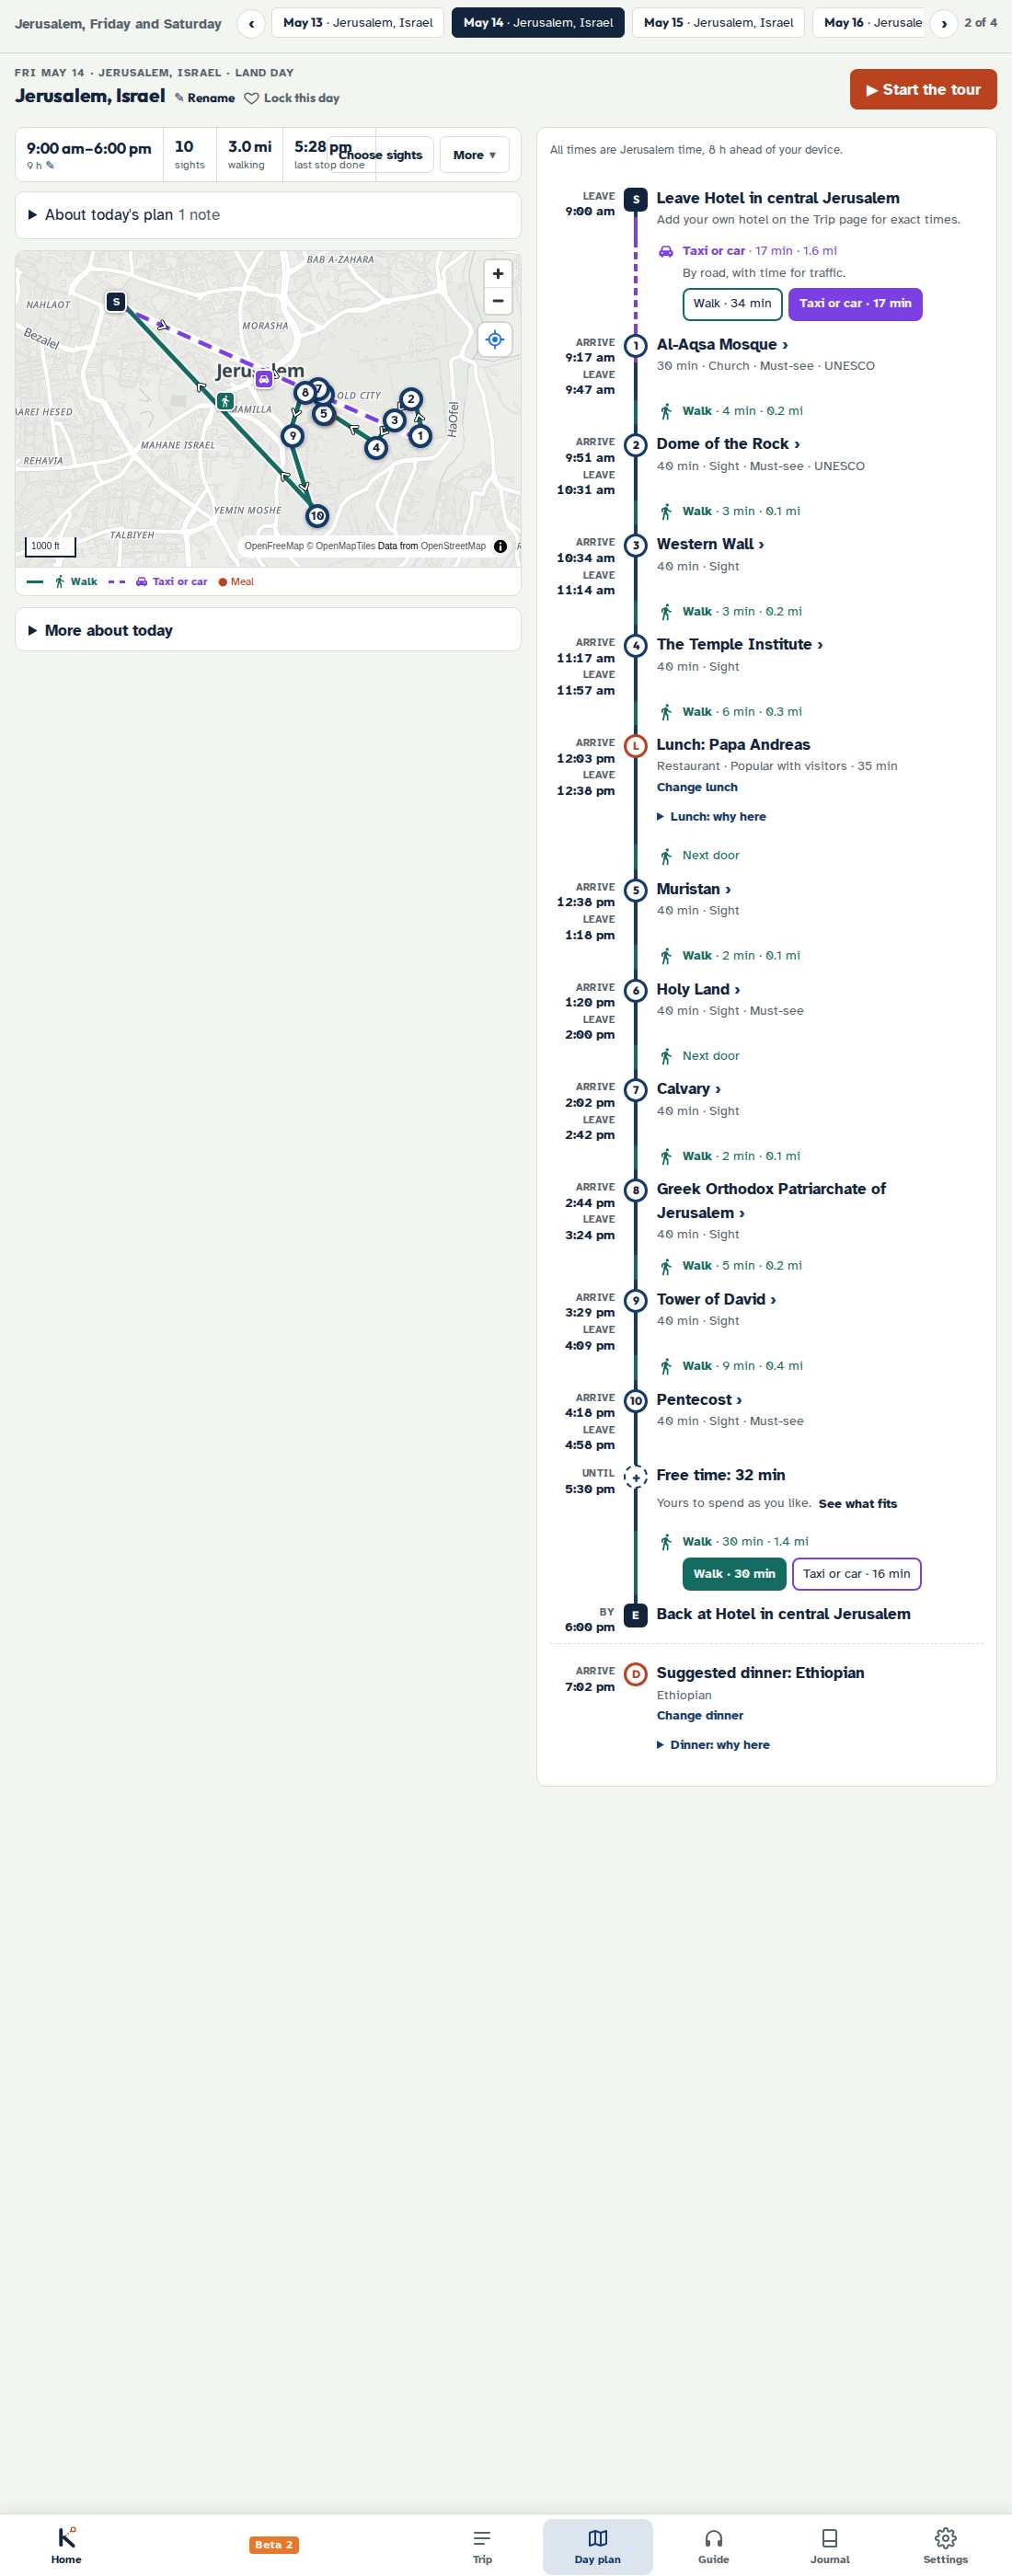 Jerusalem, Friday and Saturday
‹
May 13 · Jerusalem, Israel
May 14 · Jerusalem, Israel
May 15 · Jerusalem, Israel
May 16 · Jerusale
›
2 of 4
FRI MAY 14 · JERUSALEM, ISRAEL · LAND DAY
Jerusalem, Israel ✎ Rename Lock this day
▶ Start the tour
9:00 am–6:00 pm
9 h ✎
10
sights
3.0 mi
walking
5:28 pm
last stop done
Choose sights
More ▾
▶ About today's plan 1 note
BAB A-ZAHARA
NAHLAOT
Bezalel
MORASHA
Jerusalem
OLD CITY
MAMILLA
AAREI HESED
MAHANE ISRAEL
REHAVIA
HaOfel
YEMIN MOSHE
TALBIYEH
S
8
7
5
2
3
1
4
9
10
+
−
1000 ft
OpenFreeMap © OpenMapTiles Data from OpenStreetMap
Walk Taxi or car Meal
▶ More about today
All times are Jerusalem time, 8 h ahead of your device.
LEAVE
9:00 am
S
Leave Hotel in central Jerusalem
Add your own hotel on the Trip page for exact times.
Taxi or car · 17 min · 1.6 mi
By road, with time for traffic.
Walk · 34 min
Taxi or car · 17 min
ARRIVE
9:17 am
LEAVE
9:47 am
1
Al-Aqsa Mosque ›
30 min · Church · Must-see · UNESCO
Walk · 4 min · 0.2 mi
ARRIVE
9:51 am
LEAVE
10:31 am
2
Dome of the Rock ›
40 min · Sight · Must-see · UNESCO
Walk · 3 min · 0.1 mi
ARRIVE
10:34 am
LEAVE
11:14 am
3
Western Wall ›
40 min · Sight
Walk · 3 min · 0.2 mi
ARRIVE
11:17 am
LEAVE
11:57 am
4
The Temple Institute ›
40 min · Sight
Walk · 6 min · 0.3 mi
ARRIVE
12:03 pm
LEAVE
12:38 pm
L
Lunch: Papa Andreas
Restaurant · Popular with visitors · 35 min
Change lunch
▶ Lunch: why here
Next door
ARRIVE
12:38 pm
LEAVE
1:18 pm
5
Muristan ›
40 min · Sight
Walk · 2 min · 0.1 mi
ARRIVE
1:20 pm
LEAVE
2:00 pm
6
Holy Land ›
40 min · Sight · Must-see
Next door
ARRIVE
2:02 pm
LEAVE
2:42 pm
7
Calvary ›
40 min · Sight
Walk · 2 min · 0.1 mi
ARRIVE
2:44 pm
LEAVE
3:24 pm
8
Greek Orthodox Patriarchate of
Jerusalem ›
40 min · Sight
Walk · 5 min · 0.2 mi
ARRIVE
3:29 pm
LEAVE
4:09 pm
9
Tower of David ›
40 min · Sight
Walk · 9 min · 0.4 mi
ARRIVE
4:18 pm
LEAVE
4:58 pm
10
Pentecost ›
40 min · Sight · Must-see
UNTIL
5:30 pm
+
Free time: 32 min
Yours to spend as you like. See what fits
Walk · 30 min · 1.4 mi
Walk · 30 min
Taxi or car · 16 min
BY
6:00 pm
E
Back at Hotel in central Jerusalem
ARRIVE
7:02 pm
D
Suggested dinner: Ethiopian
Ethiopian
Change dinner
▶ Dinner: why here
Home
Beta 2
Trip
Day plan
Guide
Journal
Settings